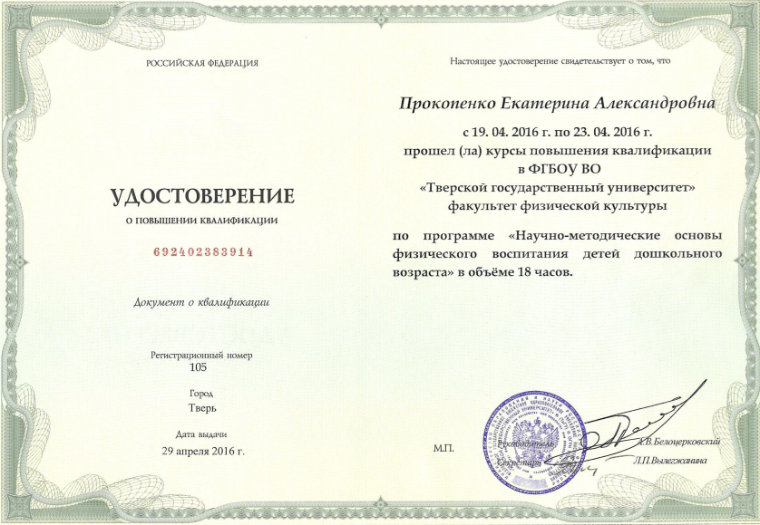 РОССИЙСКАЯ ФЕДЕРАЦИЯ
УДОСТОВЕРЕНИЕ
О ПОВЫШЕНИИ КВАЛИФИКАЦИИ
692402383914
Документ о квалификации
Регистрационный номер
105
Город
Тверь
Дата выдачи
29 апреля 2016 г.
Настоящее удостоверение свидетельствует о том, что
Прокопенко Екатерина Александровна
с 19. 04. 2016 г. по 23. 04. 2016 г.
прошел (ла) курсы повышения квалификации
в ФГБОУ ВО
«Тверской государственный университет»
факультет физической культуры
по программе «Научно-методические основы
физического воспитания детей дошкольного
возраста» в объёме 18 часов.
М.П.
Руководитель А.В.Белоцерковский
Секретарь Л.П.Вылегжанина